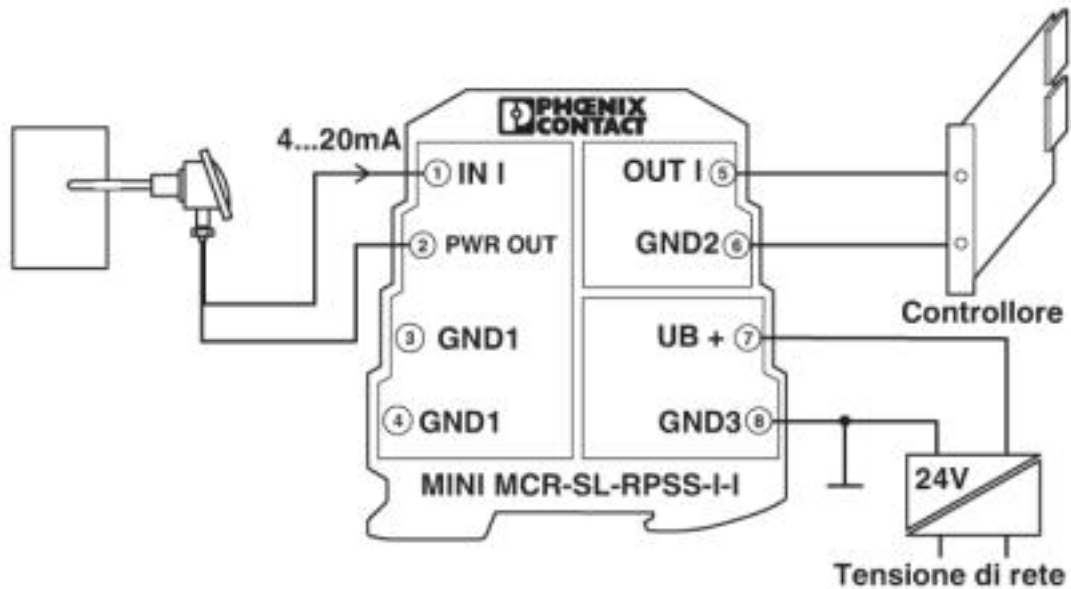 PHŒNIX
CONTACT
4...20mA
1 IN I
OUT I 5
2 PWR OUT
GND2 6
Controllore
3 GND1
UB + 7
4 GND1
GND3 8
24V
MINI MCR-SL-RPSS-I-I
Tensione di rete